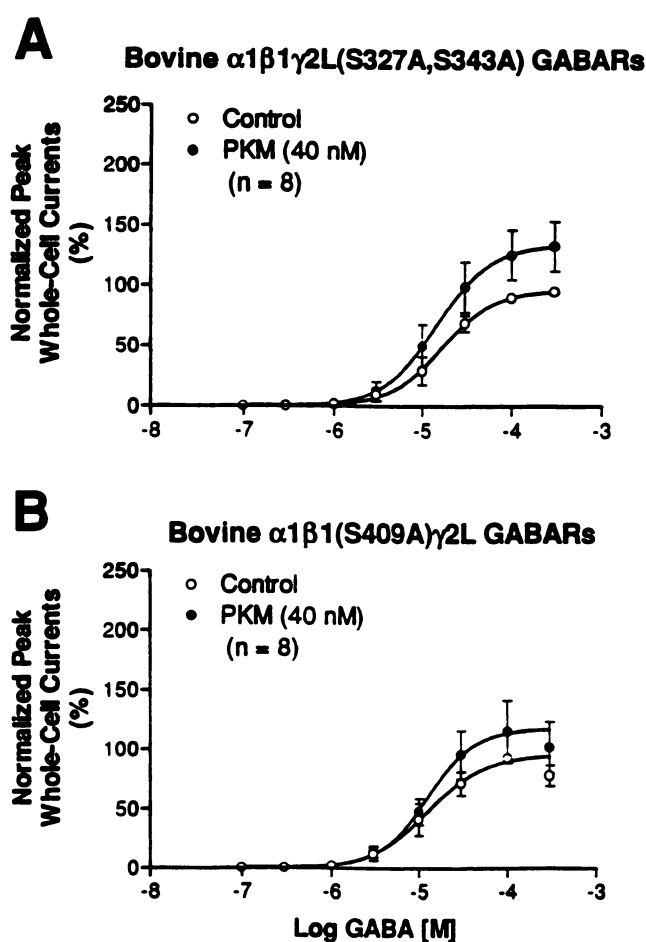 A
Bovine α1β1γ2L(S327A,S343A) GABARs
Normalized Peak
Whole-Cell Currents
(%)
250
200
150
100
50
0
Control
PKM (40 nM)
(n = 8)
-8 -7 -6 -5 -4 -3
B
Bovine α1β1(S409A)γ2L GABARs
Normalized Peak
Whole-Cell Currents
(%)
250
200
150
100
50
0
Control
PKM (40 nM)
(n = 8)
-8 -7 -6 -5 -4 -3
Log GABA [M]